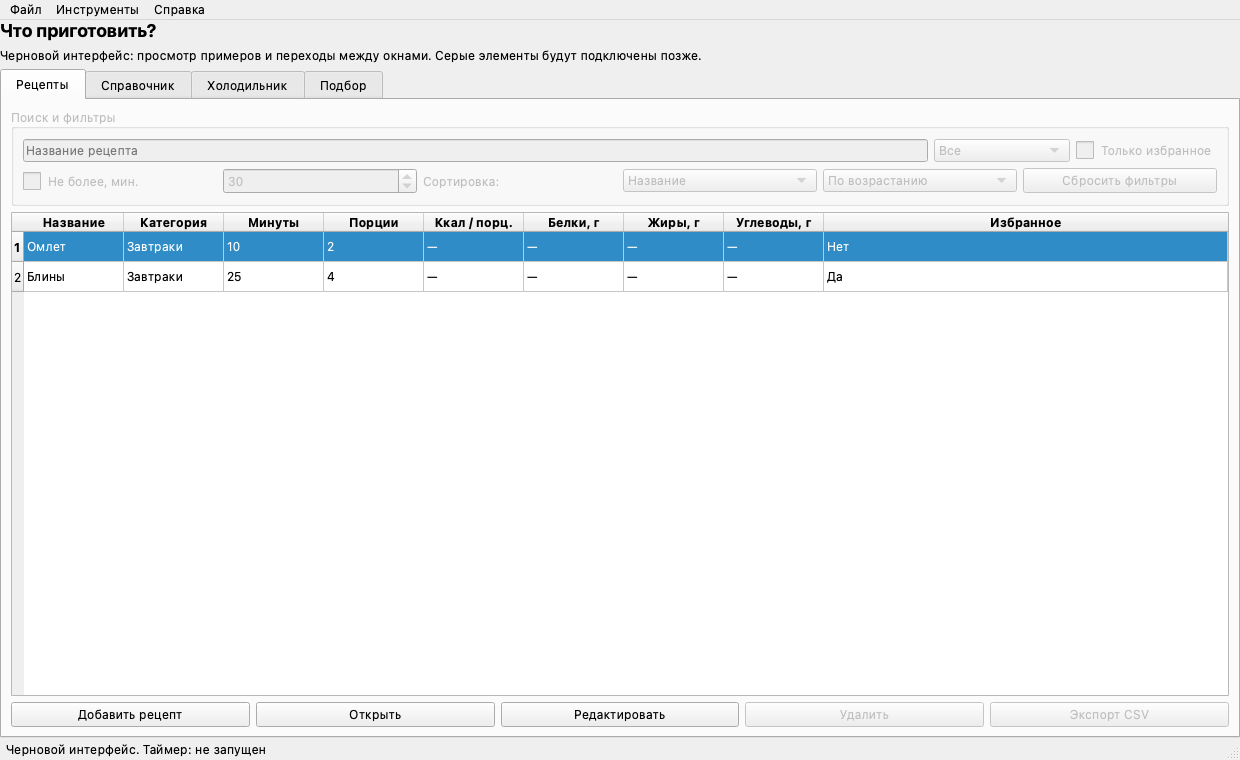 Файл Инструменты Справка
Что приготовить?
Черновой интерфейс: просмотр примеров и переходы между окнами. Серые элементы будут подключены позже.
Рецепты Справочник Холодильник Подбор
Поиск и фильтры
Название рецепта Все Только избранное
Не более, мин. 30 Сортировка: Название По возрастанию Сбросить фильтры
Название Категория Минуты Порции Ккал / порц. Белки, г Жиры, г Углеводы, г Избранное
1 Омлет Завтраки 10 2 — — — — Нет
2 Блины Завтраки 25 4 — — — — Да
Добавить рецепт Открыть Редактировать Удалить Экспорт CSV
Черновой интерфейс. Таймер: не запущен